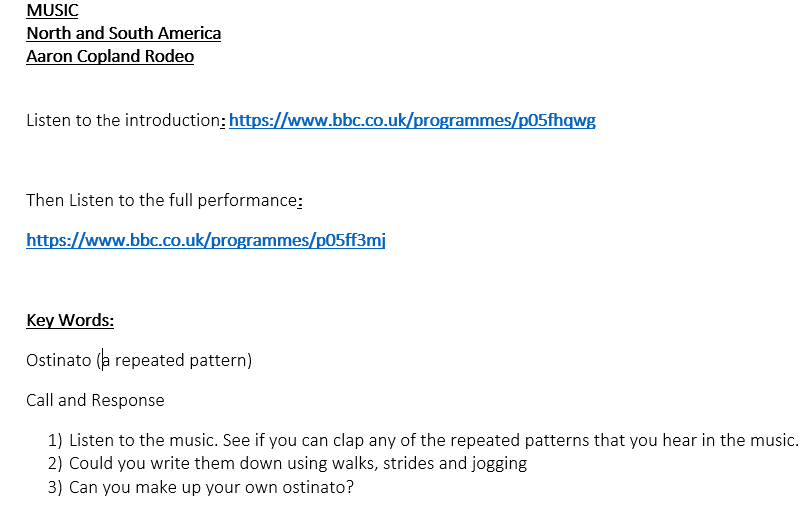 MUSIC
North and South America
Aaron Copland Rodeo
Listen to the introduction: https://www.bbc.co.uk/programmes/p05fhqwg
Then Listen to the full performance:
https://www.bbc.co.uk/programmes/p05ff3mj
Key Words:
Ostinato (a repeated pattern)
Call and Response
1) Listen to the music. See if you can clap any of the repeated patterns that you hear in the music.
2) Could you write them down using walks, strides and jogging
3) Can you make up your own ostinato?